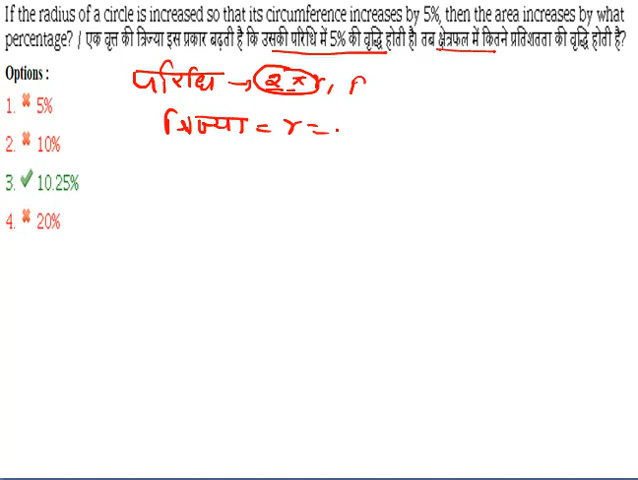 If the radius of a circle is increased so that its circumference increases by 5%, then the area increases by what
percentage? / एक वृत्त की त्रिज्या इस प्रकार बढ़ती है कि उसकी परिधि में 5% की वृद्धि होती है। तब क्षेत्रफल में कितने प्रतिशतता की वृद्धि होती है?
Options :
परिधि → 2 π r, r
1. 5%
त्रिज्या = r =
2. 10%
3. 10.25%
4. 20%